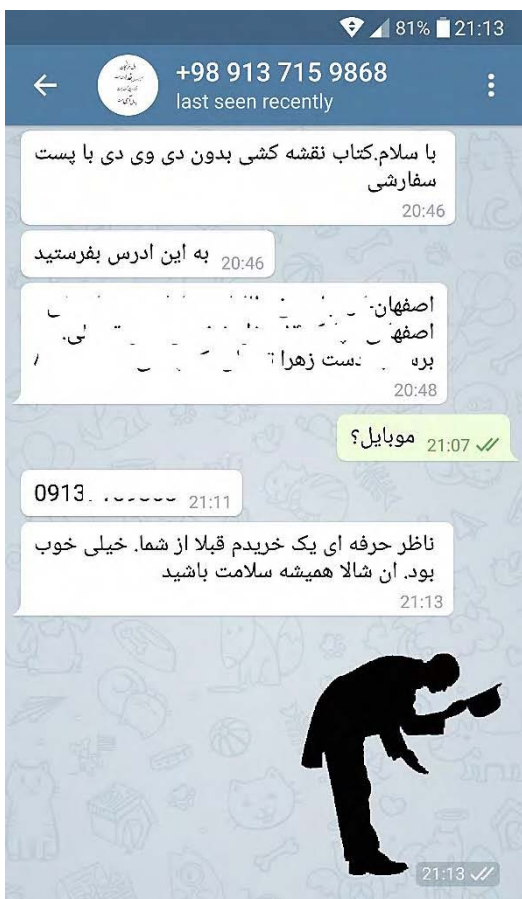 81% 21:13
+98 913 715 9868
last seen recently
با سلام.کتاب نقشه کشی بدون دی وی دی با پست
سفارشی
20:46
به این ادرس بفرستید 20:46
اصفهان
اصفها
برس دست زهرا
20:48
موبایل؟ 21:07
0913 21:11
ناظر حرفه ای یک خریدم قبلا از شما. خیلی خوب
بود. ان شالا همیشه سلامت باشید
21:13
21:13